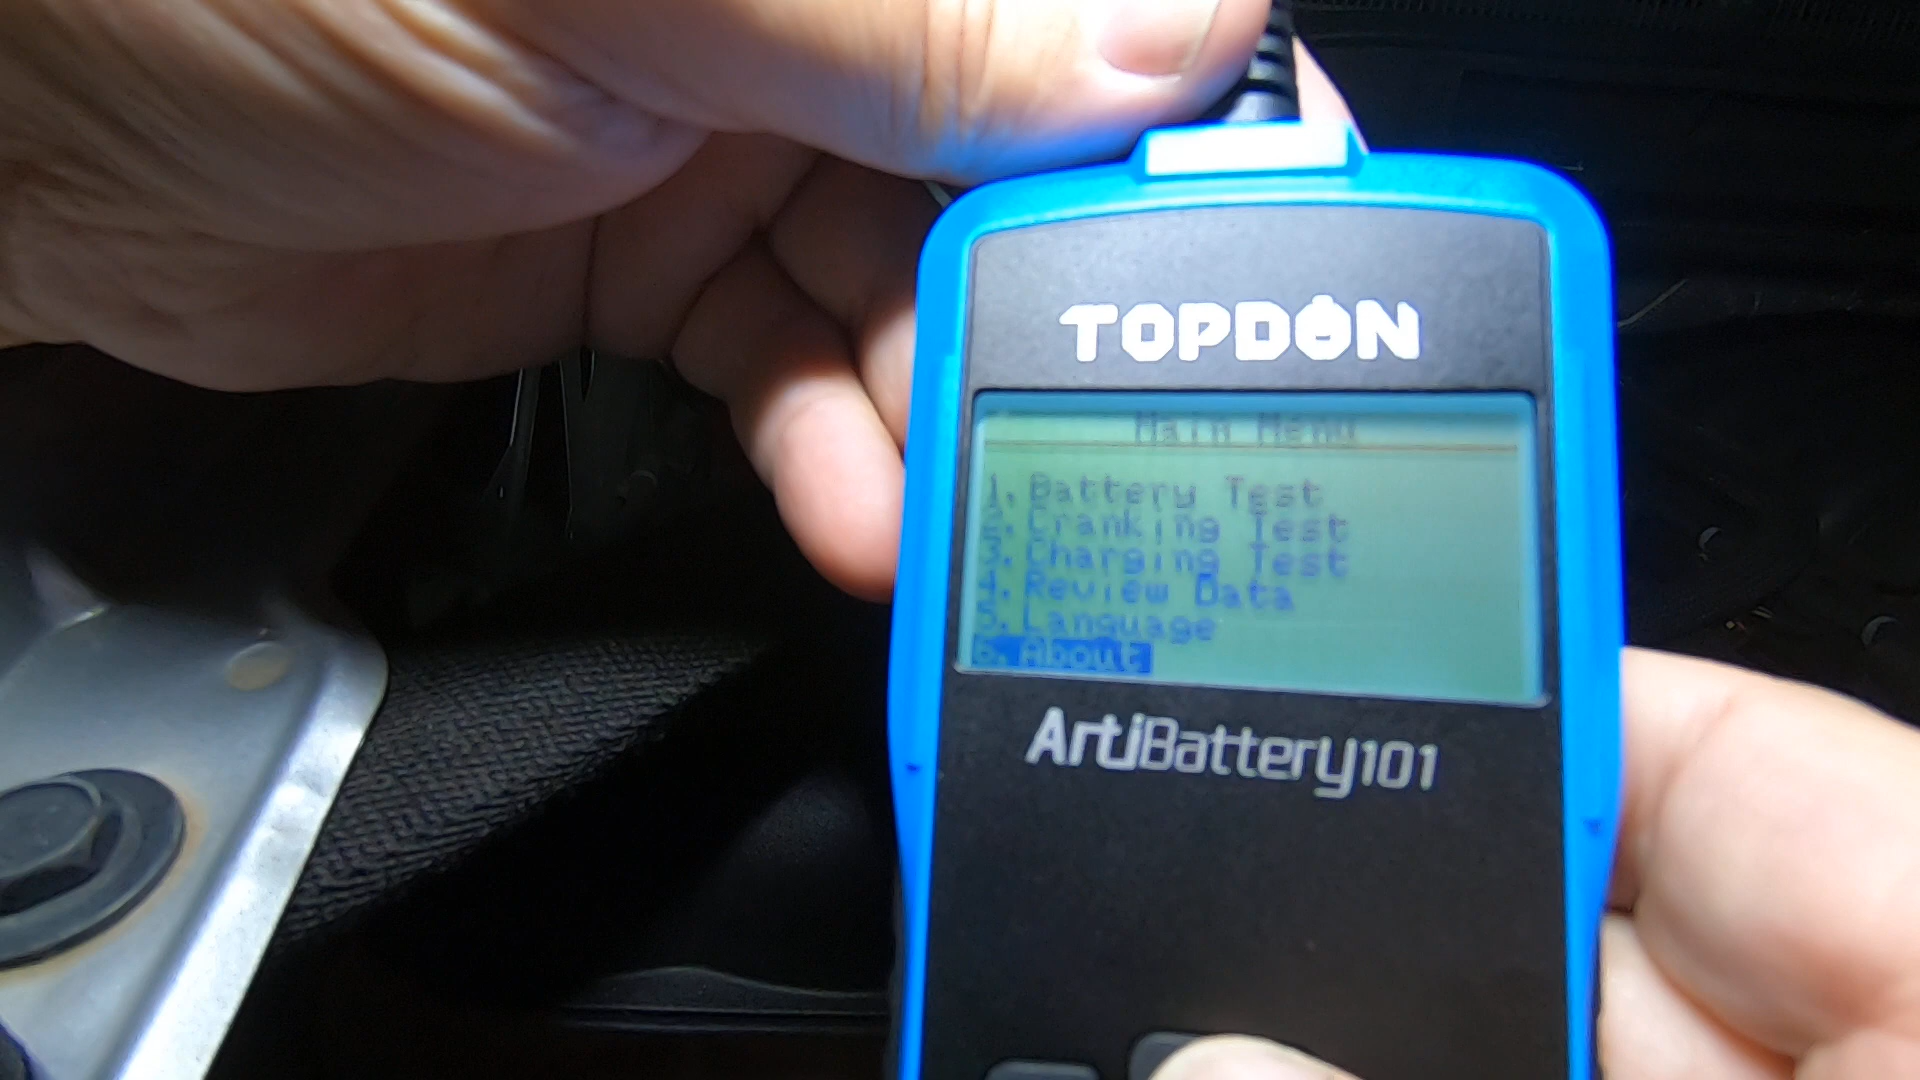 TOPDON
Main Menu
1. Battery Test
2. Cranking Test
3. Charging Test
4. Review Data
5. Language
6. About
ArtiBattery101